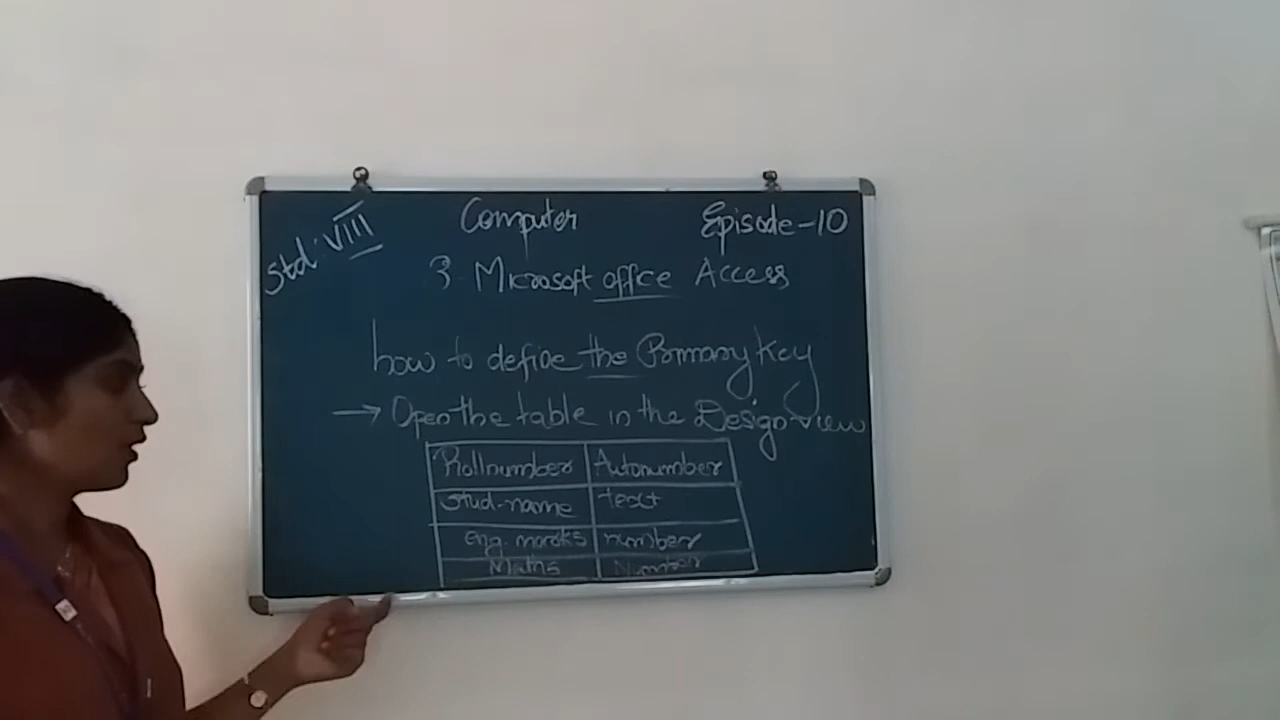 Std: VIII Computer Episode-10
3. Microsoft office Access
how to define the Primary Key
→ Open the table in the Design view
Rollnumber Autonumber
stud-name text
eng. marks number
Maths Number